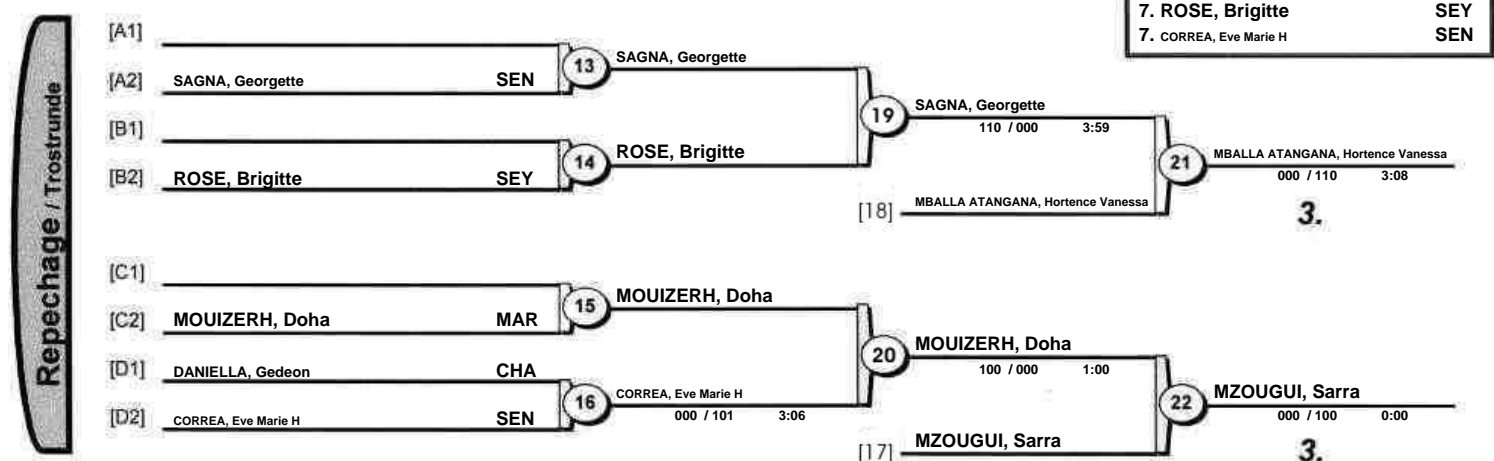 7. ROSE, Brigitte SEY
7. CORREA, Eve Marie H SEN
Repechage / Trostrunde
[A1]
[A2] SAGNA, Georgette SEN
13 SAGNA, Georgette
[B1]
[B2] ROSE, Brigitte SEY
14 ROSE, Brigitte
19 SAGNA, Georgette
110 / 000 3:59
[18] MBALLA ATANGANA, Hortence Vanessa
21 MBALLA ATANGANA, Hortence Vanessa
000 / 110 3:08
3.
[C1]
[C2] MOUIZERH, Doha MAR
15 MOUIZERH, Doha
[D1] DANIELLA, Gedeon CHA
[D2] CORREA, Eve Marie H SEN
16 CORREA, Eve Marie H
000 / 101 3:06
20 MOUIZERH, Doha
100 / 000 1:00
[17] MZOUGUI, Sarra
22 MZOUGUI, Sarra
000 / 100 0:00
3.